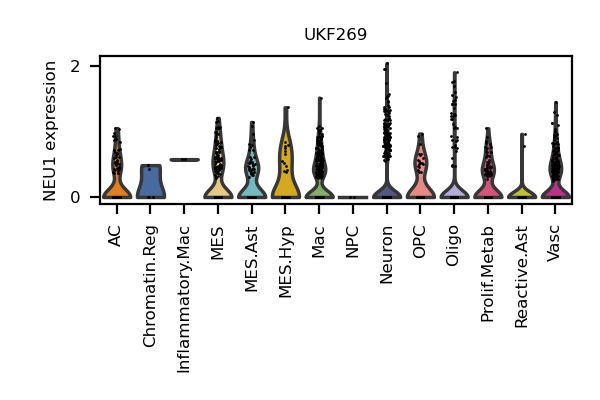 UKF269
NEU1 expression
2
0
AC
Chromatin.Reg
Inflammatory.Mac
MES
MES.Ast
MES.Hyp
Mac
NPC
Neuron
OPC
Oligo
Prolif.Metab
Reactive.Ast
Vasc